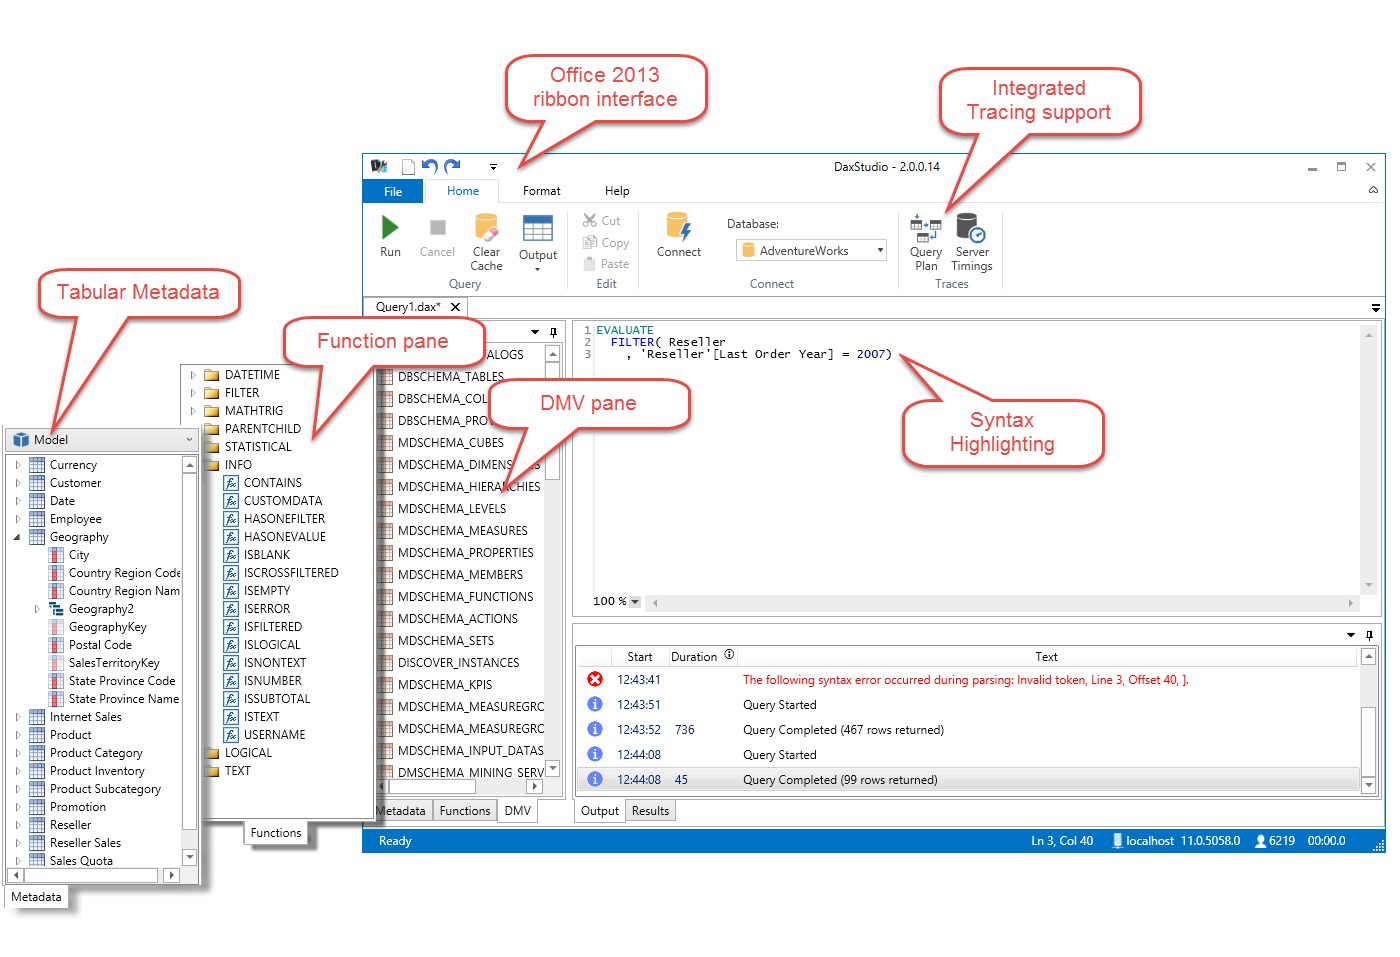 Office 2013
ribbon interface
Integrated
Tracing support
DaxStudio - 2.0.0.14
File
Home
Format
Help
Run
Cancel
Clear
Cache
Output
Query
Cut
Copy
Paste
Edit
Connect
Database:
AdventureWorks
Connect
Query
Plan
Server
Timings
Traces
Tabular Metadata
Function pane
DMV pane
Syntax
Highlighting
Query1.dax*
1 EVALUATE
2 FILTER( Reseller
3 , 'Reseller'[Last Order Year] = 2007)
100 %
Model
Currency
Customer
Date
Employee
Geography
City
Country Region Code
Country Region Nam
Geography2
GeographyKey
Postal Code
SalesTerritoryKey
State Province Code
State Province Name
Internet Sales
Product
Product Category
Product Inventory
Product Subcategory
Promotion
Reseller
Reseller Sales
Sales Quota
Metadata
DATETIME
FILTER
MATHTRIG
PARENTCHILD
STATISTICAL
INFO
CONTAINS
CUSTOMDATA
HASONEFILTER
HASONEVALUE
ISBLANK
ISCROSSFILTERED
ISEMPTY
ISERROR
ISFILTERED
ISLOGICAL
ISNONTEXT
ISNUMBER
ISSUBTOTAL
ISTEXT
USERNAME
LOGICAL
TEXT
Functions
ALOGS
DBSCHEMA_TABLES
DBSCHEMA_COL
DBSCHEMA_PROV
MDSCHEMA_CUBES
MDSCHEMA_DIMENSIONS
MDSCHEMA_HIERARCHIES
MDSCHEMA_LEVELS
MDSCHEMA_MEASURES
MDSCHEMA_PROPERTIES
MDSCHEMA_MEMBERS
MDSCHEMA_FUNCTIONS
MDSCHEMA_ACTIONS
MDSCHEMA_SETS
DISCOVER_INSTANCES
MDSCHEMA_KPIS
MDSCHEMA_MEASUREGRO
MDSCHEMA_MEASUREGRO
MDSCHEMA_INPUT_DATAS
DMSCHEMA_MINING_SERV
Metadata
Functions
DMV
Start Duration Text
12:43:41 The following syntax error occurred during parsing: Invalid token, Line 3, Offset 40, ].
12:43:51 Query Started
12:43:52 736 Query Completed (467 rows returned)
12:44:08 Query Started
12:44:08 45 Query Completed (99 rows returned)
Output
Results
Ready
Ln 3, Col 40
localhost 11.0.5058.0
6219
00:00.0